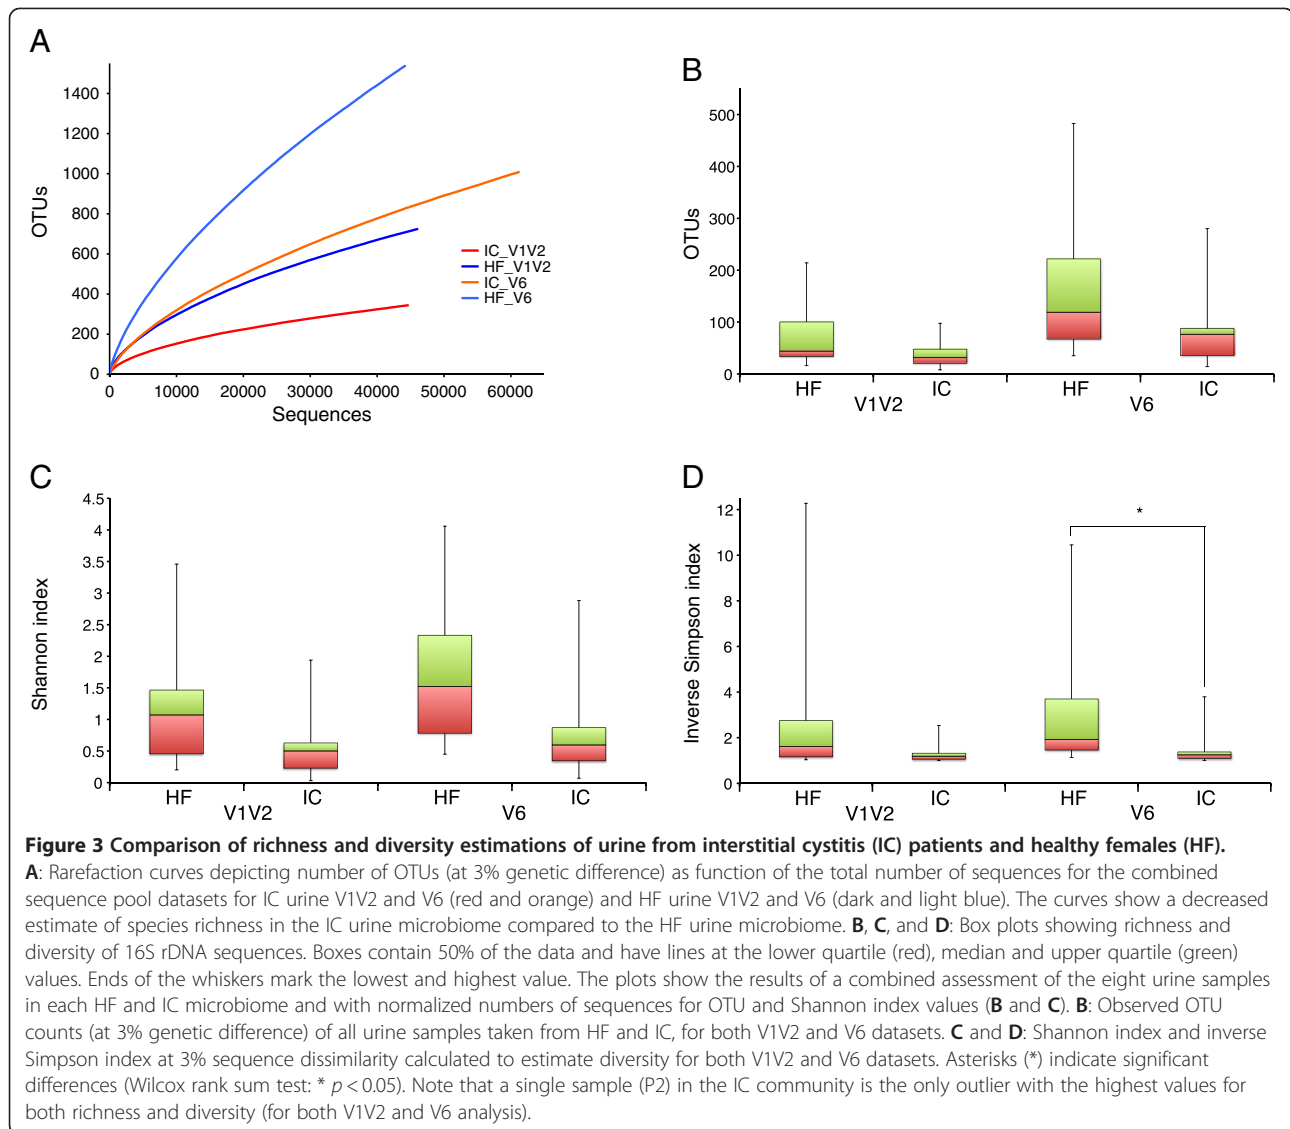 A
OTUs
1400
1200
1000
800
600
400
200
0
0 10000 20000 30000 40000 50000 60000
Sequences
IC_V1V2
HF_V1V2
IC_V6
HF_V6
B
OTUs
500
400
300
200
100
0
HF IC HF IC
V1V2 V6
C
Shannon index
4.5
4
3.5
3
2.5
2
1.5
1
0.5
0
HF IC HF IC
V1V2 V6
D
Inverse Simpson index
12
10
8
6
4
2
0
*
HF IC HF IC
V1V2 V6
Figure 3 Comparison of richness and diversity estimations of urine from interstitial cystitis (IC) patients and healthy females (HF).
A: Rarefaction curves depicting number of OTUs (at 3% genetic difference) as function of the total number of sequences for the combined
sequence pool datasets for IC urine V1V2 and V6 (red and orange) and HF urine V1V2 and V6 (dark and light blue). The curves show a decreased
estimate of species richness in the IC urine microbiome compared to the HF urine microbiome. B, C, and D: Box plots showing richness and
diversity of 16S rDNA sequences. Boxes contain 50% of the data and have lines at the lower quartile (red), median and upper quartile (green)
values. Ends of the whiskers mark the lowest and highest value. The plots show the results of a combined assessment of the eight urine samples
in each HF and IC microbiome and with normalized numbers of sequences for OTU and Shannon index values (B and C). B: Observed OTU
counts (at 3% genetic difference) of all urine samples taken from HF and IC, for both V1V2 and V6 datasets. C and D: Shannon index and inverse
Simpson index at 3% sequence dissimilarity calculated to estimate diversity for both V1V2 and V6 datasets. Asterisks (*) indicate significant
differences (Wilcox rank sum test: * p < 0.05). Note that a single sample (P2) in the IC community is the only outlier with the highest values for
both richness and diversity (for both V1V2 and V6 analysis).